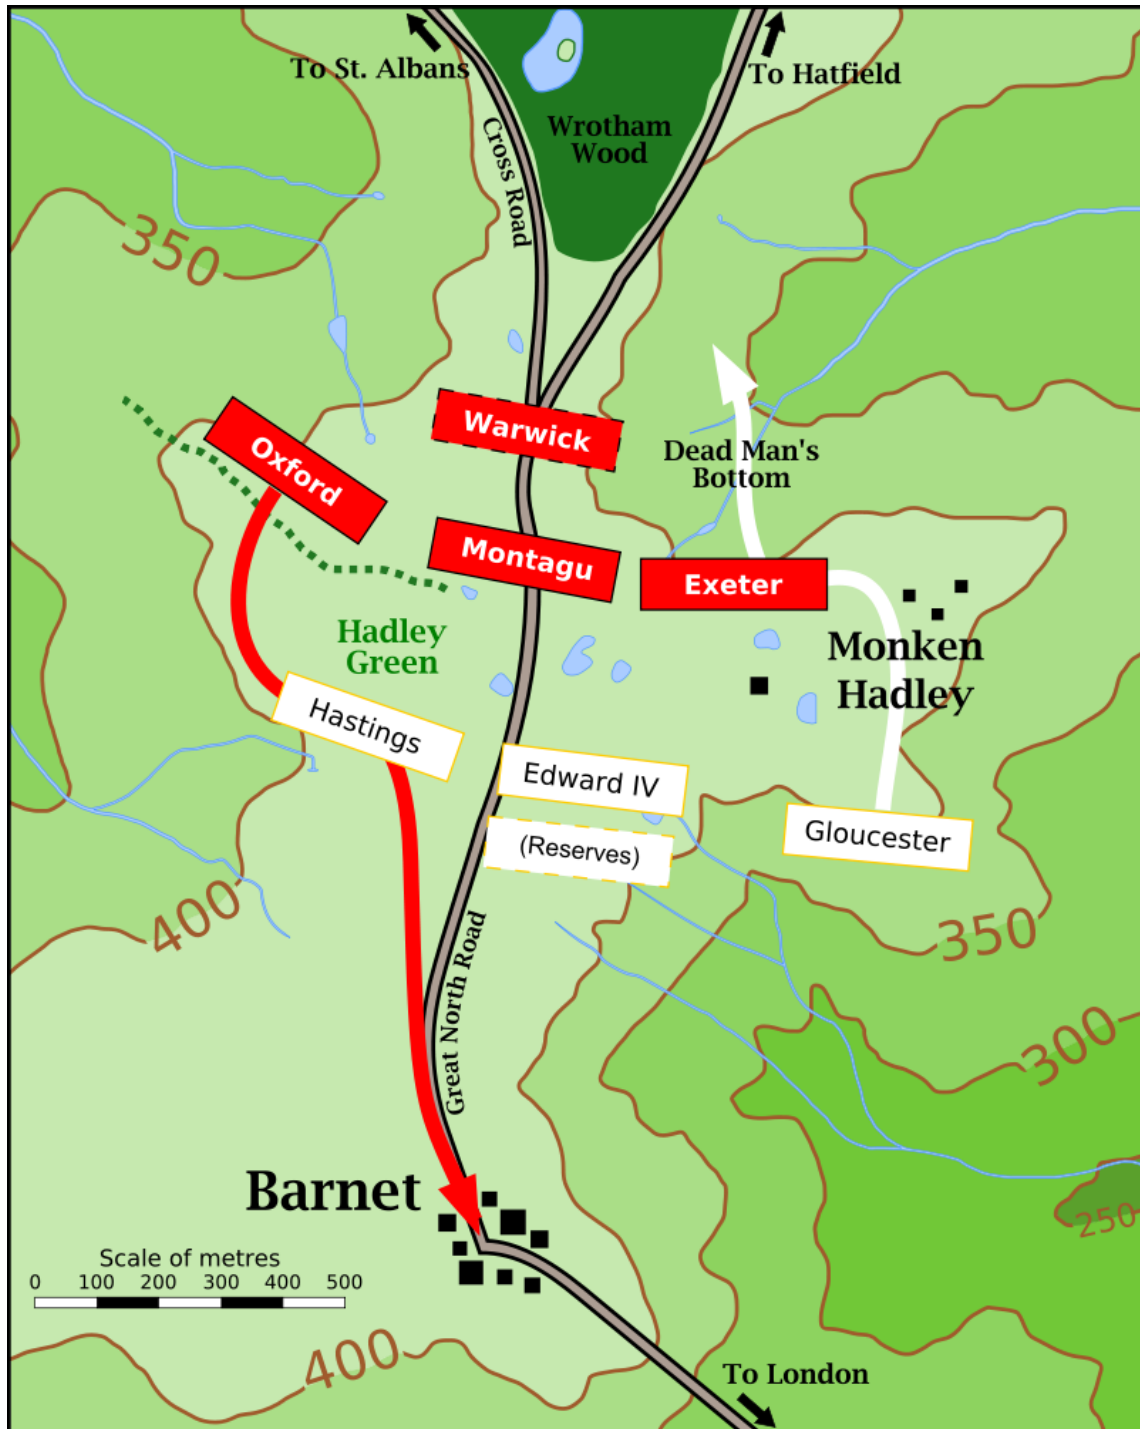 To St. Albans
To Hatfield
Wrotham
Wood
Cross Road
350
Warwick
Oxford
Dead Man's
Bottom
Montagu
Exeter
Hadley
Green
Monken
Hadley
Hastings
Edward IV
(Reserves)
Gloucester
400
350
Great North Road
300
Barnet
250
Scale of metres
0 100 200 300 400 500
400
To London